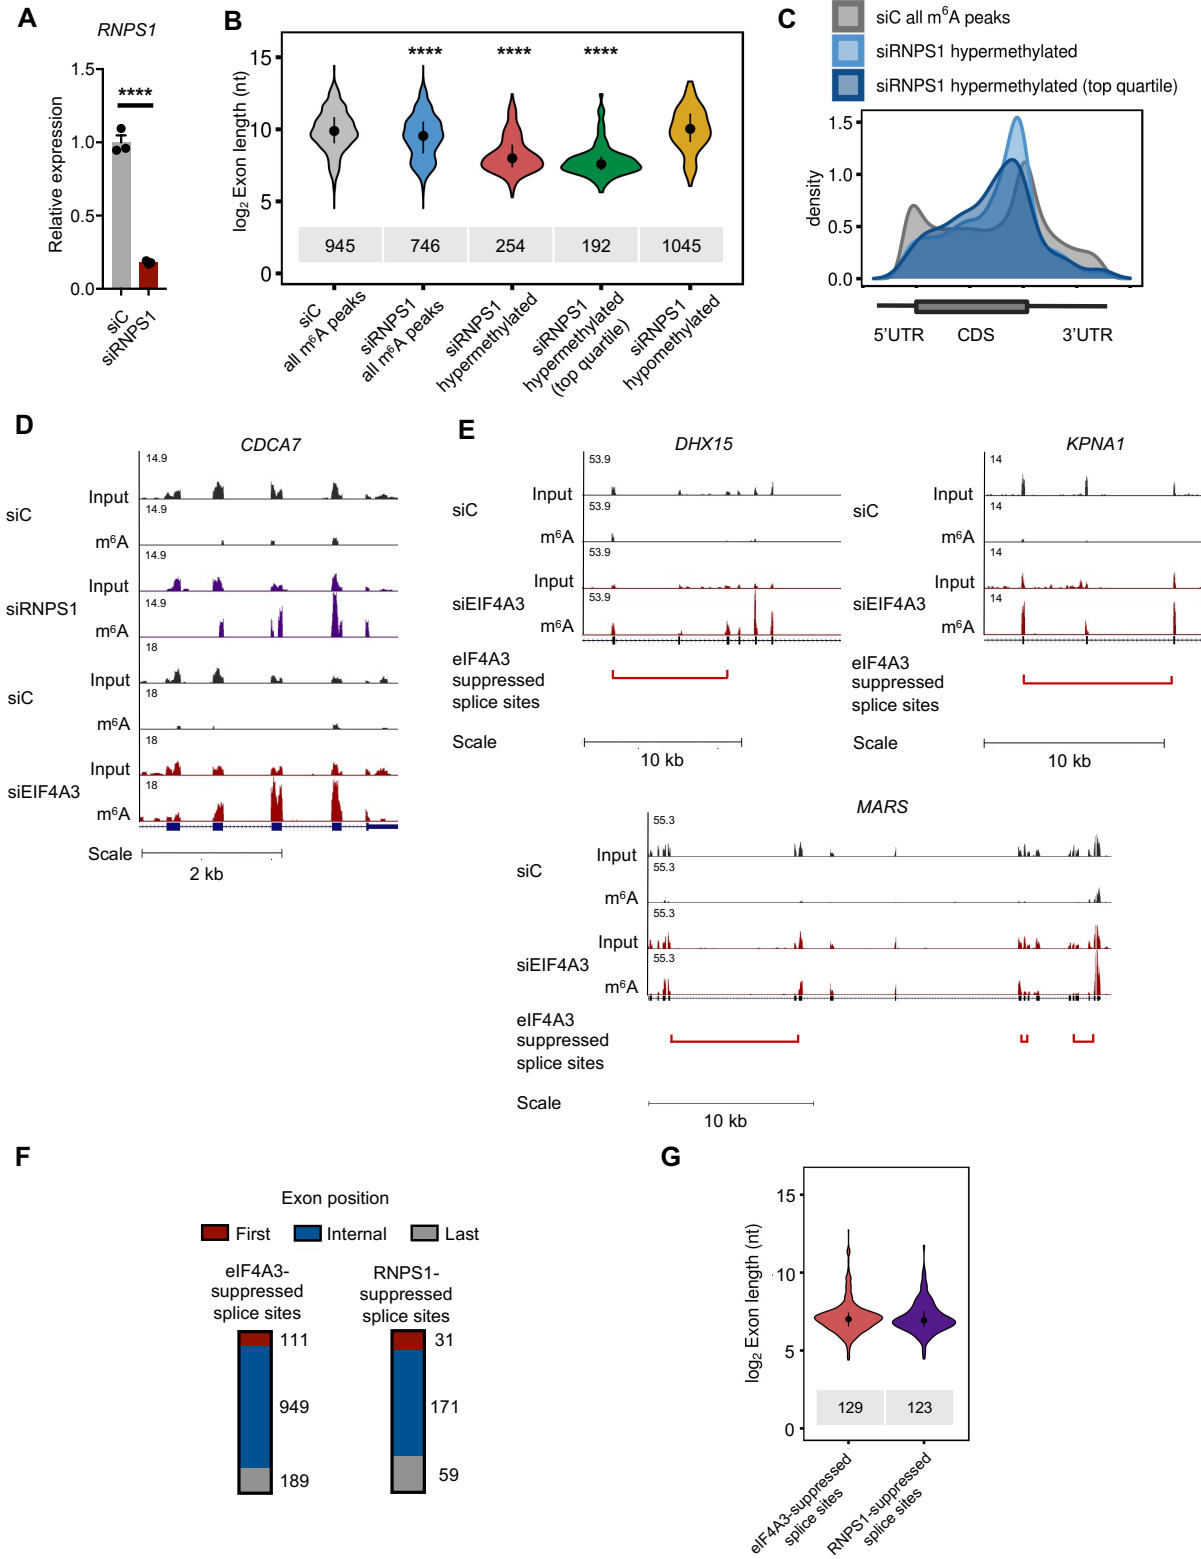 A
RNPS1
1.5
1.0
0.5
0.0
Relative expression
****
siC
siRNPS1
B
15
10
5
0
log2 Exon length (nt)
**** **** ****
945 746 254 192 1045
siC
all m⁶A peaks
siRNPS1
all m⁶A peaks
siRNPS1
hypermethylated
siRNPS1
hypermethylated
(top quartile)
siRNPS1
hypomethylated
C
siC all m⁶A peaks
siRNPS1 hypermethylated
siRNPS1 hypermethylated (top quartile)
1.5
1.0
0.5
0.0
density
5'UTR CDS 3'UTR
D
CDCA7
14.9
Input
siC
14.9
m⁶A
14.9
Input
siRNPS1
14.9
m⁶A
18
Input
siC
18
m⁶A
18
Input
siEIF4A3
18
m⁶A
Scale
2 kb
E
DHX15
53.9
Input
siC
53.9
m⁶A
53.9
Input
siEIF4A3
53.9
m⁶A
eIF4A3
suppressed
splice sites
Scale
10 kb
KPNA1
14
Input
siC
14
m⁶A
14
Input
siEIF4A3
14
m⁶A
eIF4A3
suppressed
splice sites
Scale
10 kb
MARS
55.3
Input
siC
55.3
m⁶A
55.3
Input
siEIF4A3
55.3
m⁶A
eIF4A3
suppressed
splice sites
Scale
10 kb
F
Exon position
First Internal Last
eIF4A3-
suppressed
splice sites
111
949
189
RNPS1-
suppressed
splice sites
31
171
59
G
15
10
5
0
log2 Exon length (nt)
129 123
eIF4A3-suppressed
splice sites
RNPS1-suppressed
splice sites